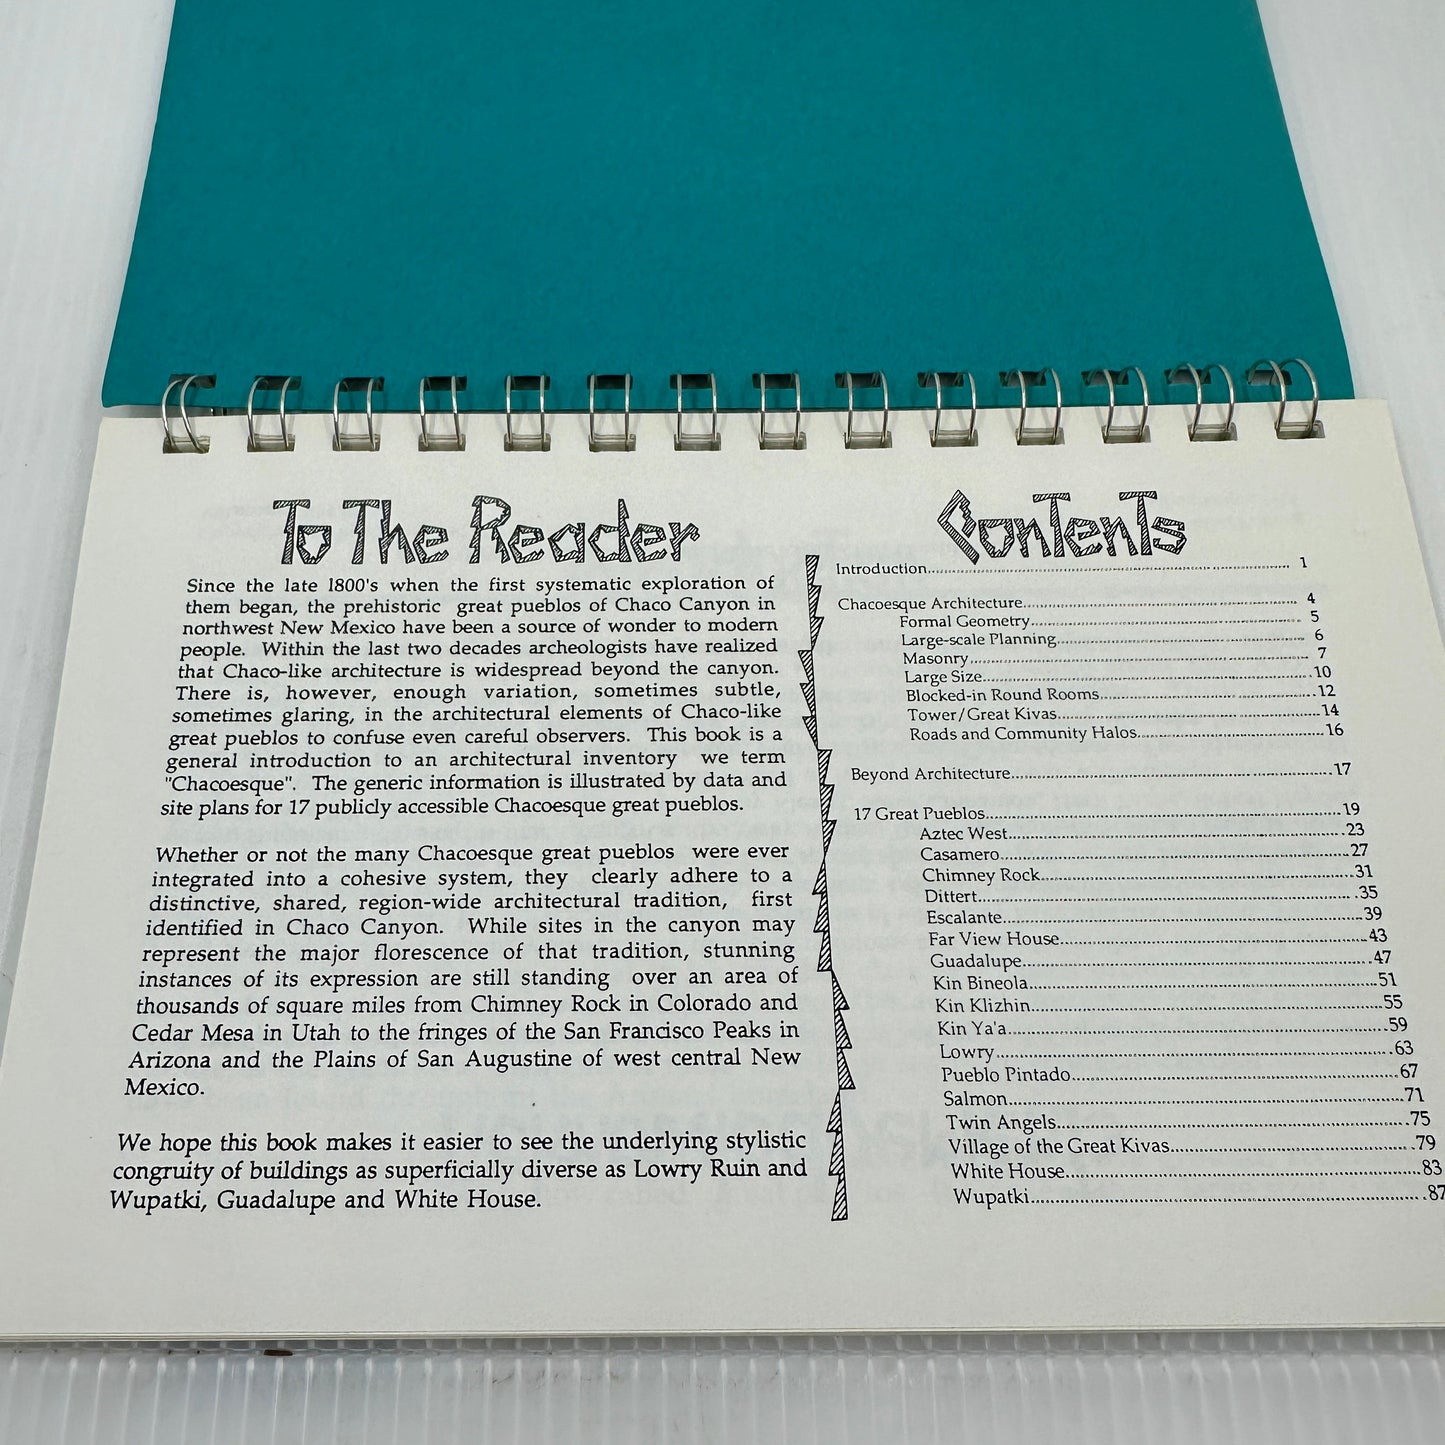 To The Reader
Since the late 1800's when the first systematic exploration of
them began, the prehistoric great pueblos of Chaco Canyon in
northwest New Mexico have been a source of wonder to modern
people. Within the last two decades archeologists have realized
that Chaco-like architecture is widespread beyond the canyon.
There is, however, enough variation, sometimes subtle,
sometimes glaring, in the architectural elements of Chaco-like
great pueblos to confuse even careful observers. This book is a
general introduction to an architectural inventory we term
"Chacoesque". The generic information is illustrated by data and
site plans for 17 publicly accessible Chacoesque great pueblos.
Whether or not the many Chacoesque great pueblos were ever
integrated into a cohesive system, they clearly adhere to a
distinctive, shared, region-wide architectural tradition, first
identified in Chaco Canyon. While sites in the canyon may
represent the major florescence of that tradition, stunning
instances of its expression are still standing over an area of
thousands of square miles from Chimney Rock in Colorado and
Cedar Mesa in Utah to the fringes of the San Francisco Peaks in
Arizona and the Plains of San Augustine of west central New
Mexico.
We hope this book makes it easier to see the underlying stylistic
congruity of buildings as superficially diverse as Lowry Ruin and
Wupatki, Guadalupe and White House.
Contents
Introduction 1
Chacoesque Architecture 4
Formal Geometry 5
Large-scale Planning 6
Masonry 7
Large Size 10
Blocked-in Round Rooms 12
Tower/Great Kivas 14
Roads and Community Halos 16
Beyond Architecture 17
17 Great Pueblos 19
Aztec West 23
Casamero 27
Chimney Rock 31
Dittert 35
Escalante 39
Far View House 43
Guadalupe 47
Kin Bineola 51
Kin Klizhin 55
Kin Ya'a 59
Lowry 63
Pueblo Pintado 67
Salmon 71
Twin Angels 75
Village of the Great Kivas 79
White House 83
Wupatki 87